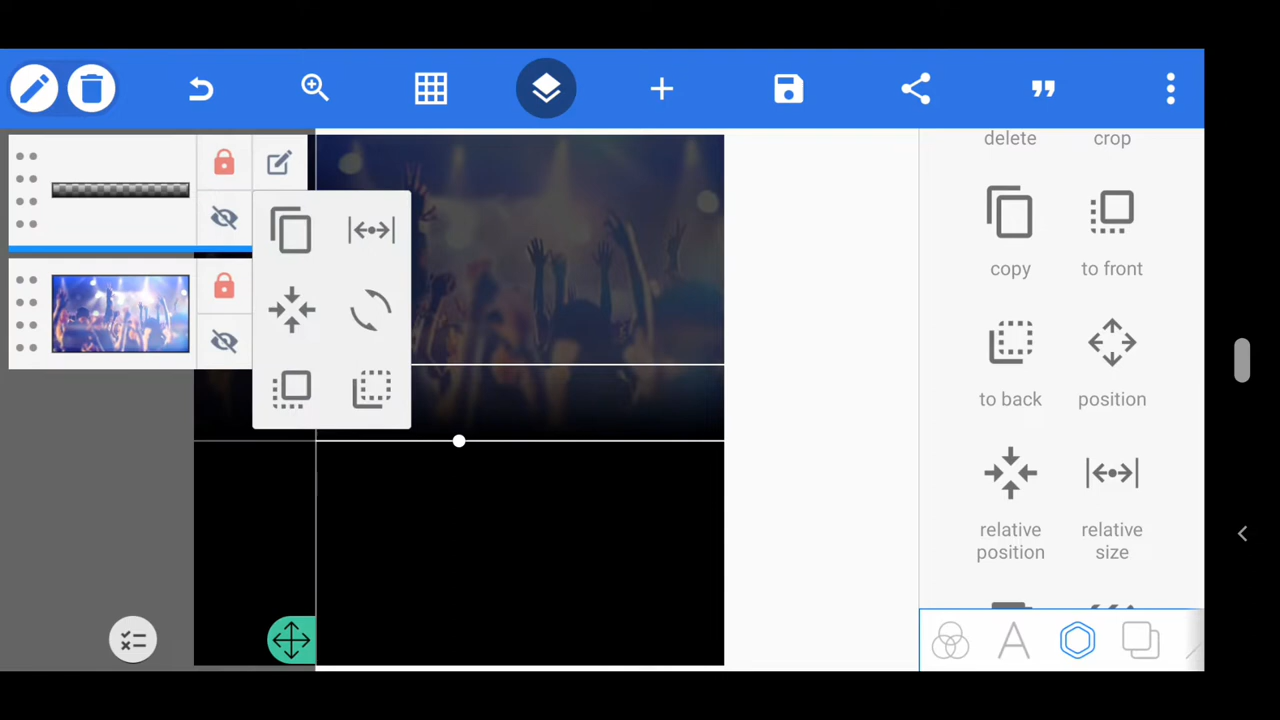 delete
crop
copy
to front
to back
position
relative
position
relative
size